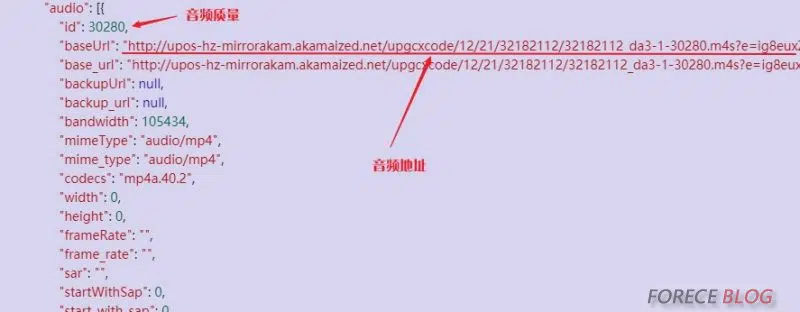 "audio": [{
"id": 30280,
音频质量
"baseUrl": "http://upos-hz-mirrorakam.akamaized.net/upgcxcode/12/21/32182112/32182112_da3-1-30280.m4s?e=ig8eux
"base_url": "http://upos-hz-mirrorakam.akamaized.net/upgcxcode/12/21/32182112/32182112_da3-1-30280.m4s?e=ig8eu
"backupUrl": null,
"backup_url": null,
"bandwidth": 105434,
"mimeType": "audio/mp4",
"mime_type": "audio/mp4",
音频地址
"codecs": "mp4a.40.2",
"width": 0,
"height": 0,
"frameRate": "",
"frame_rate": "",
"sar": "",
"startWithSap": 0,
"start_with_sap": 0
FORECE BLOG